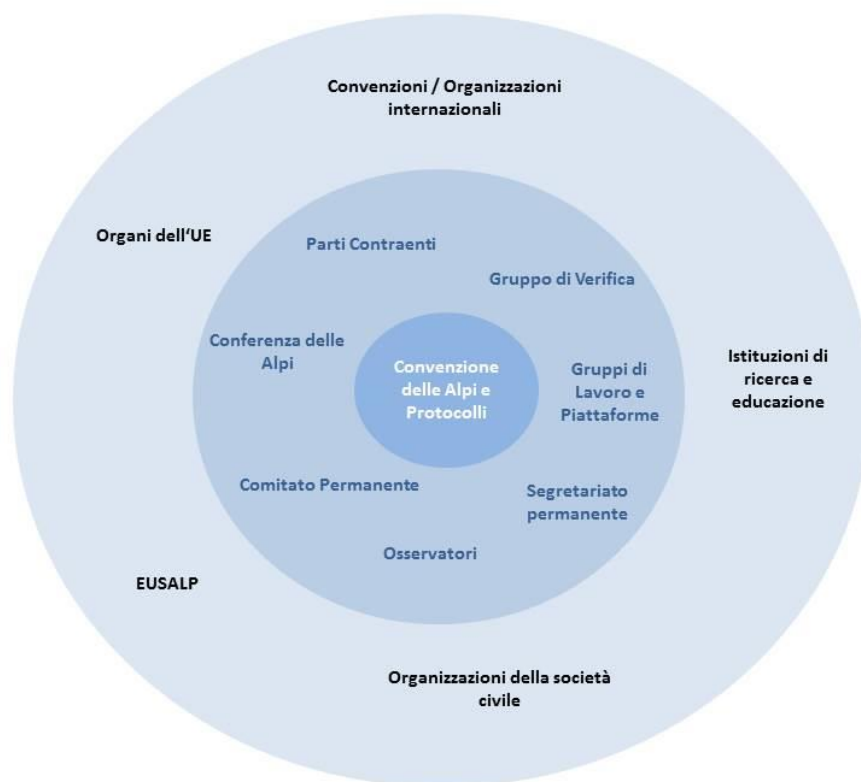 Convenzioni / Organizzazioni
internazionali
Organi dell‘UE
Parti Contraenti
Gruppo di Verifica
Conferenza delle
Alpi
Convenzione
delle Alpi e
Protocolli
Gruppi di
Lavoro e
Piattaforme
Istituzioni di
ricerca e
educazione
Comitato Permanente
Segretariato
permanente
Osservatori
EUSALP
Organizzazioni della società
civile